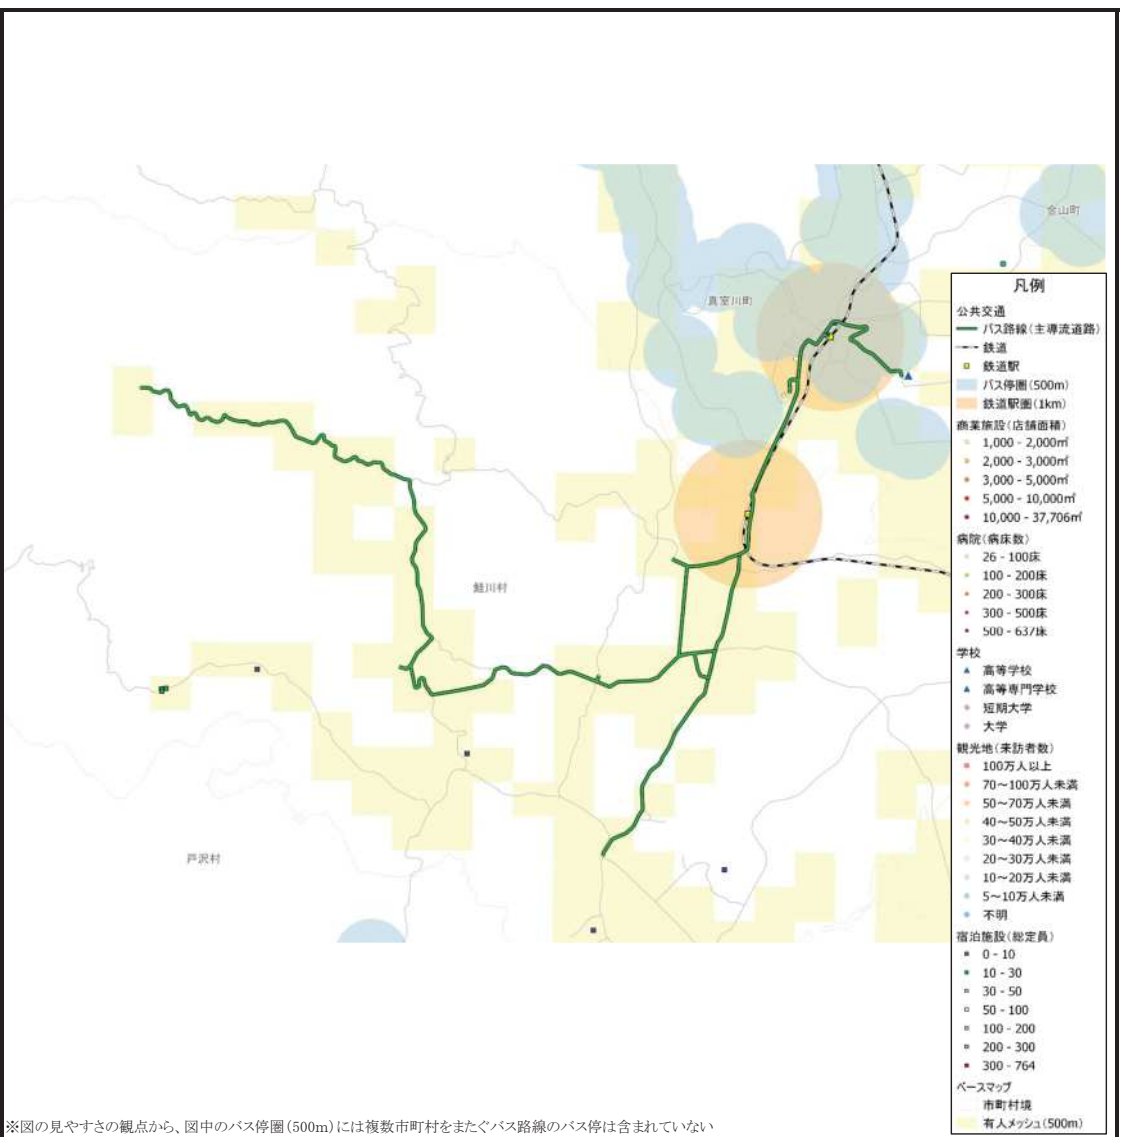 金山町
真室川町
鮭川村
戸沢村
凡例
公共交通
バス路線(主導流道路)
鉄道
鉄道駅
バス停圏(500m)
鉄道駅圏(1km)
商業施設(店舗面積)
1,000 - 2,000㎡
2,000 - 3,000㎡
3,000 - 5,000㎡
5,000 - 10,000㎡
10,000 - 37,706㎡
病院(病床数)
26 - 100床
100 - 200床
200 - 300床
300 - 500床
500 - 637床
学校
高等学校
高等専門学校
短期大学
大学
観光地(来訪者数)
100万人以上
70～100万人未満
50～70万人未満
40～50万人未満
30～40万人未満
20～30万人未満
10～20万人未満
5～10万人未満
不明
宿泊施設(総定員)
0 - 10
10 - 30
30 - 50
50 - 100
100 - 200
200 - 300
300 - 764
ベースマップ
市町村境
有人メッシュ(500m)
※図の見やすさの観点から、図中のバス停圏(500m)には複数市町村をまたぐバス路線のバス停は含まれていない